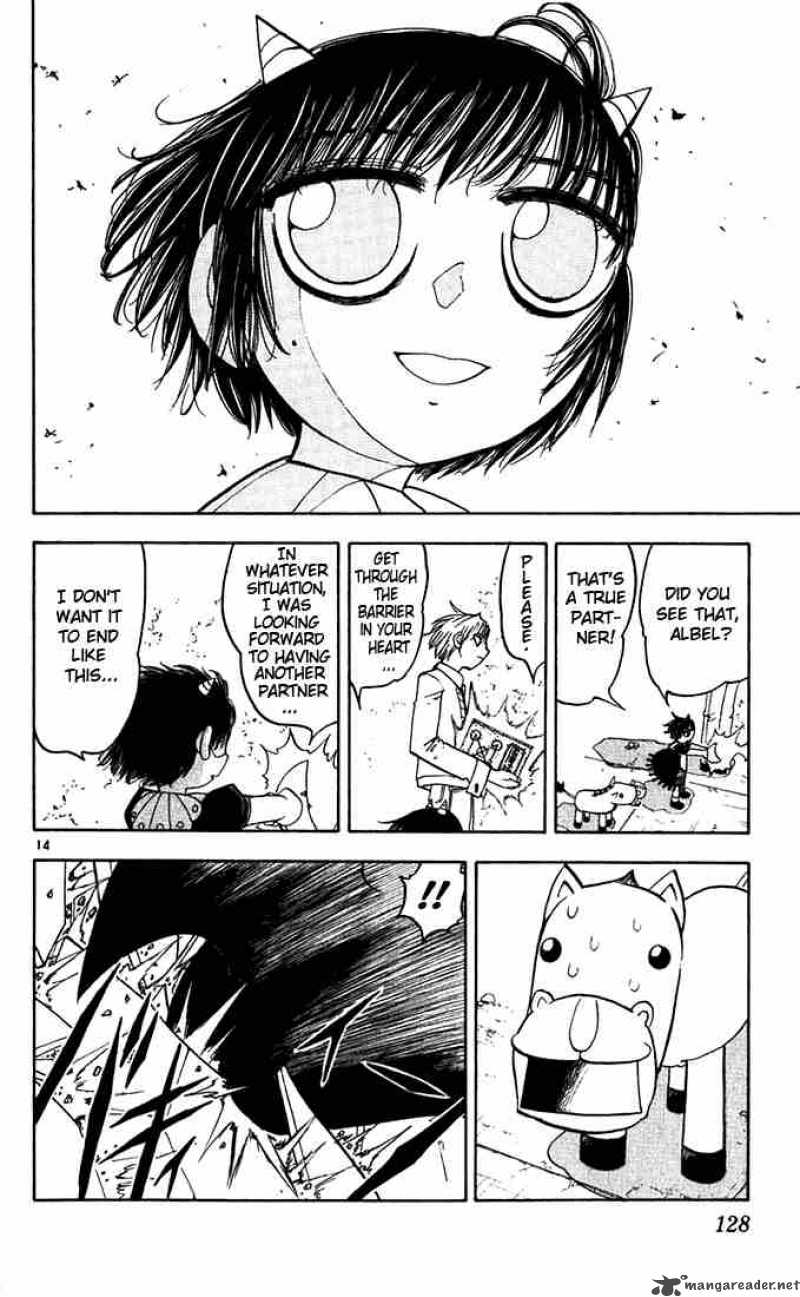 DID YOU
SEE THAT,
ALBEL?
THAT'S
A TRUE
PART-
NER!
PLEASE.
GET
THROUGH
THE
BARRIER
IN YOUR
HEART
...
IN
WHATEVER
SITUATION,
I WAS
LOOKING
FORWARD
TO HAVING
ANOTHER
PARTNER
...
I DON'T
WANT IT
TO END
LIKE
THIS...
14
!!
128
mangareader.net